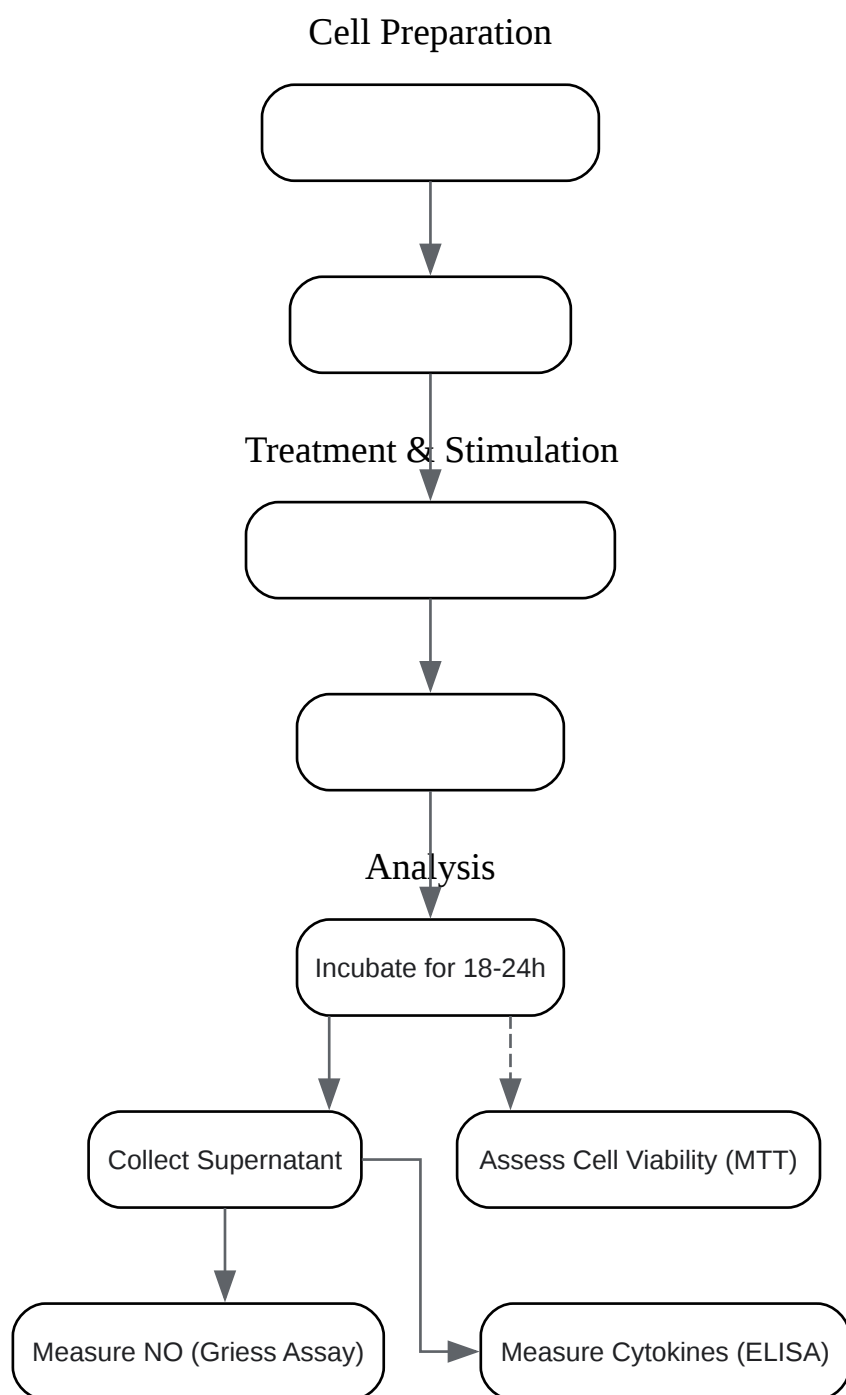 Cell Preparation
Treatment & Stimulation
Analysis
Incubate for 18-24h
Collect Supernatant
Assess Cell Viability (MTT)
Measure NO (Griess Assay)
Measure Cytokines (ELISA)